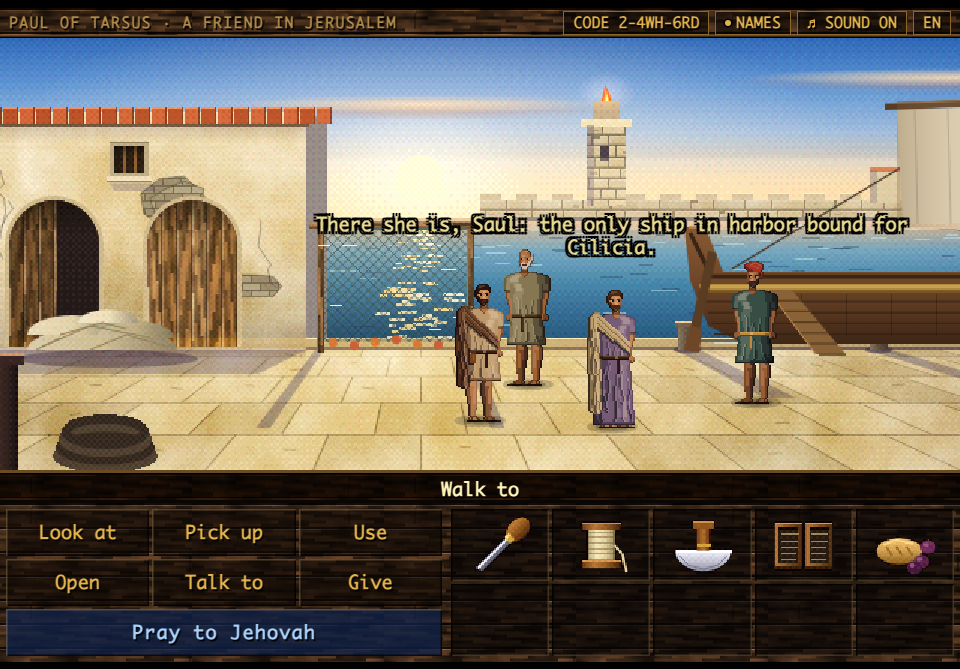 PAUL OF TARSUS · A FRIEND IN JERUSALEM
CODE 2-4WH-6RD
• NAMES
♬ SOUND ON
EN
There she is, Saul: the only ship in harbor bound for
Cilicia.
Walk to
Look at
Pick up
Use
Open
Talk to
Give
Pray to Jehovah